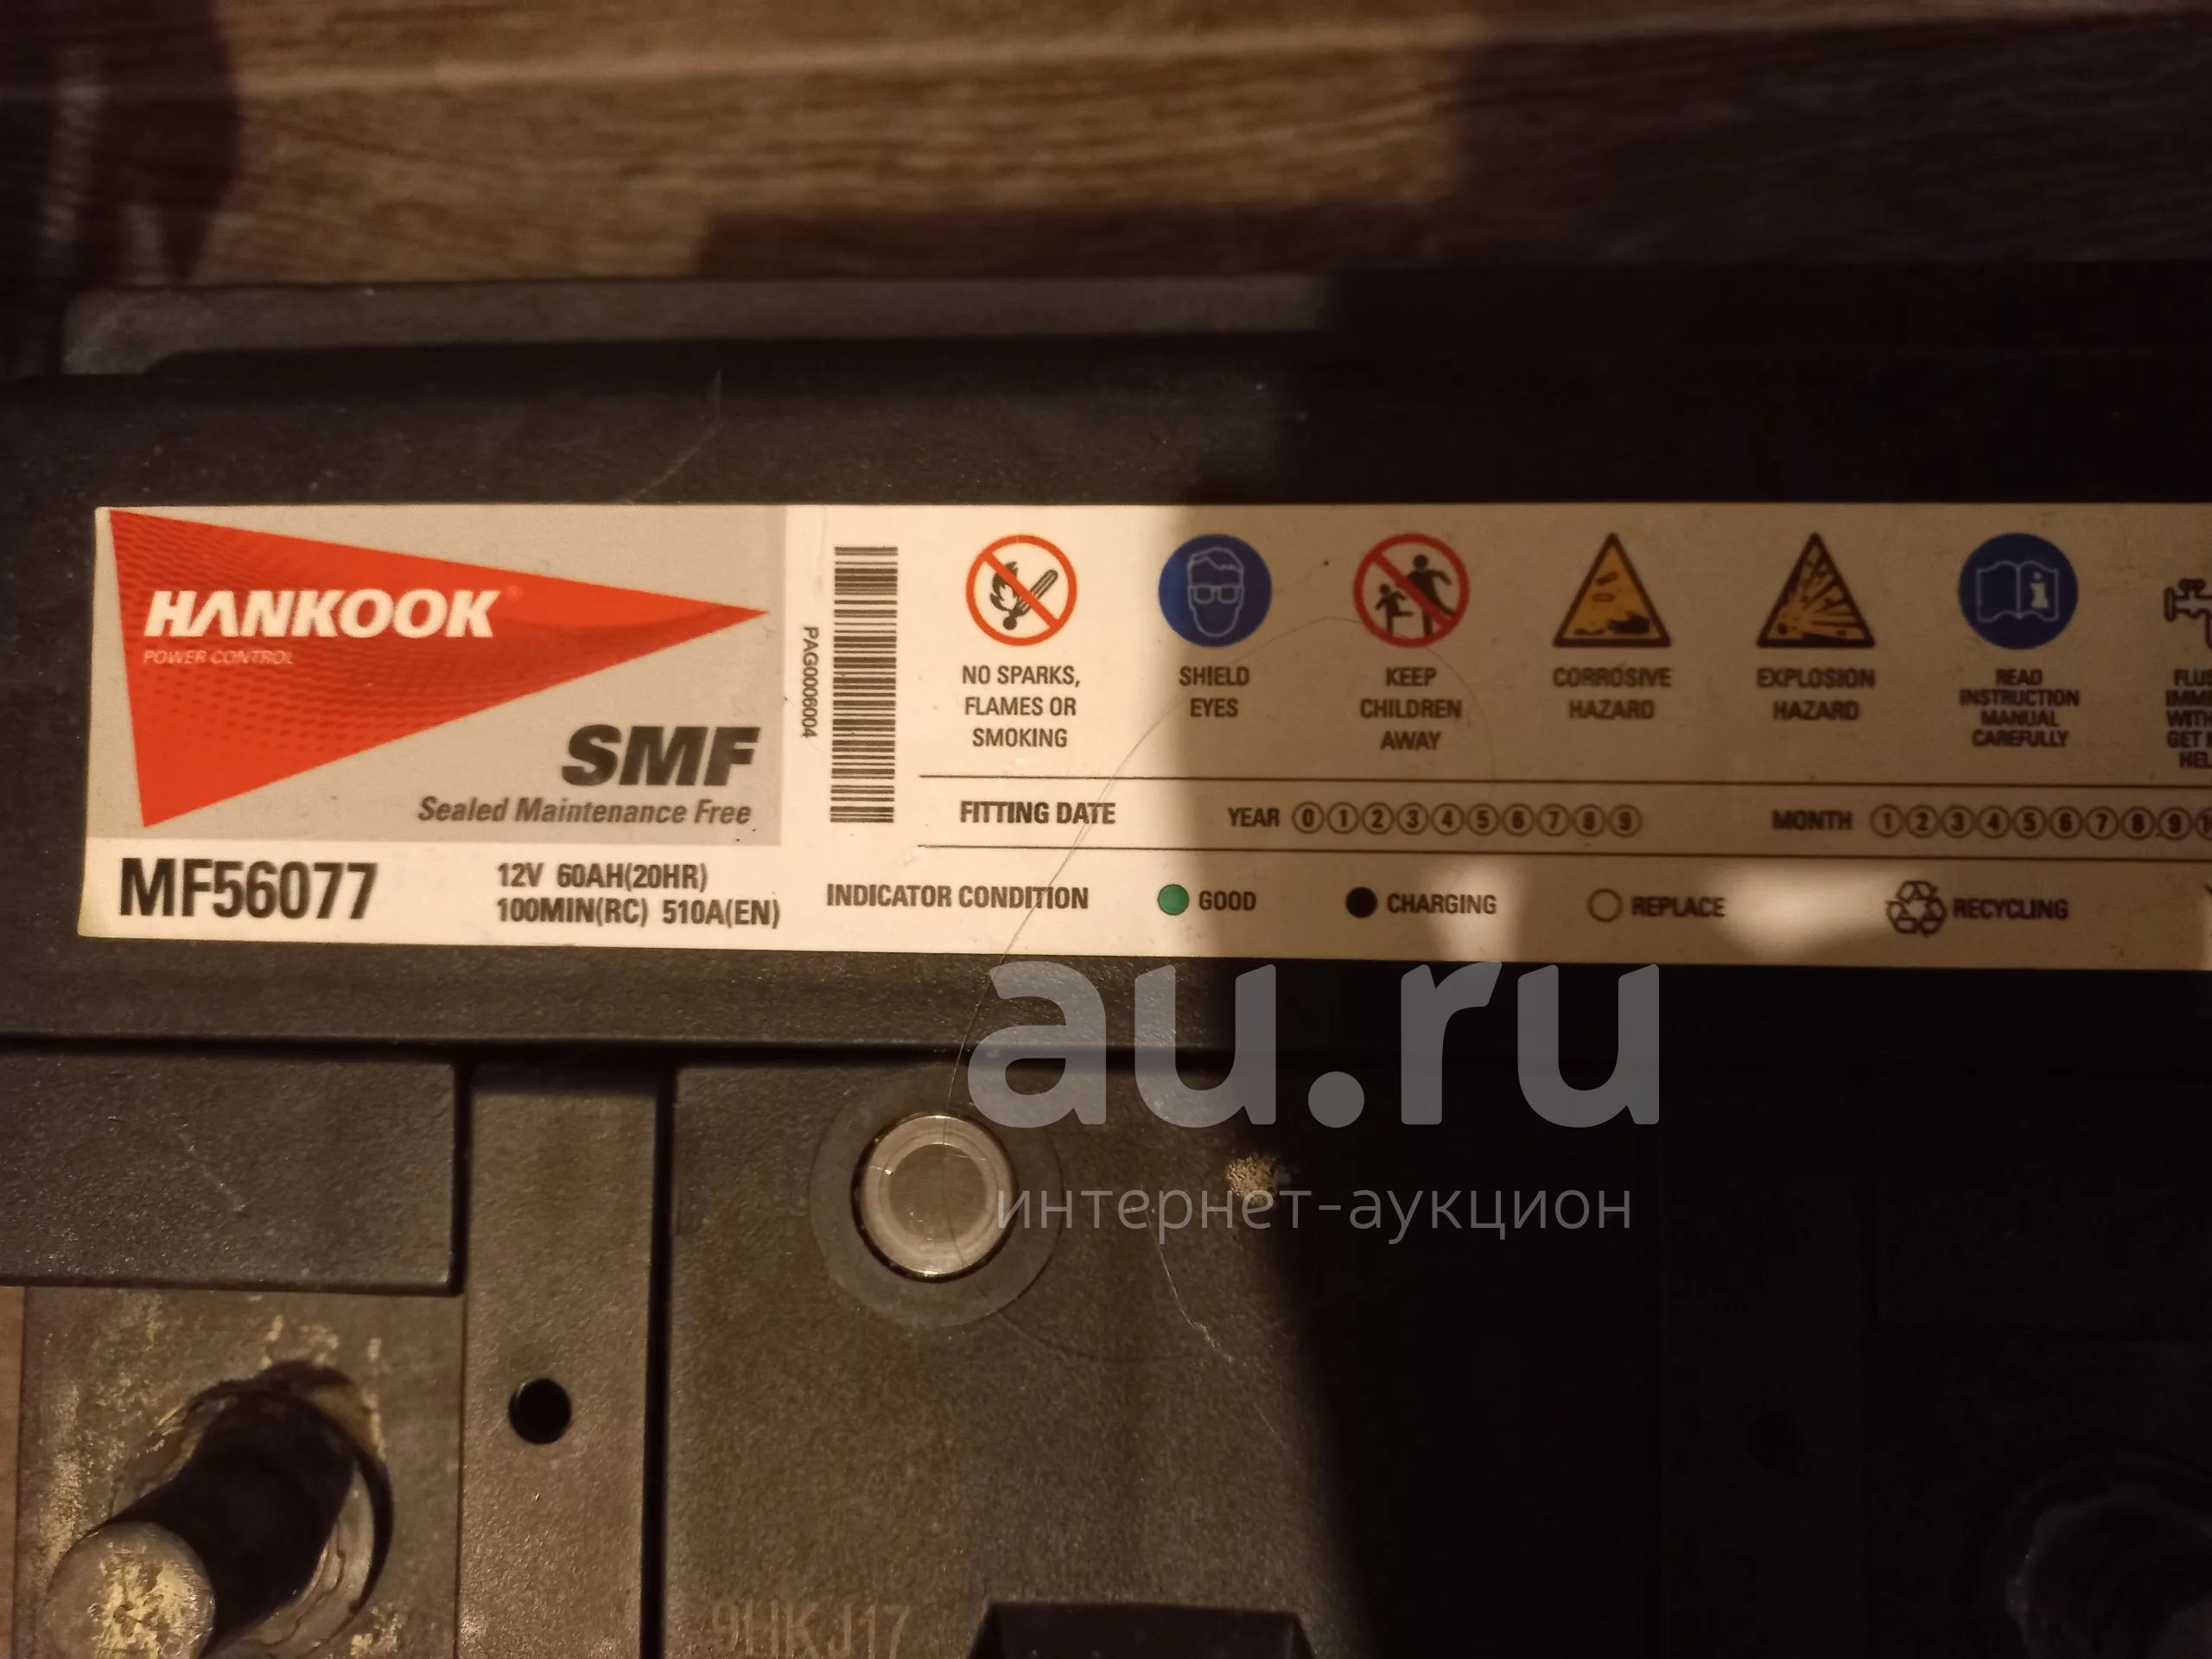 HANKOOK
POWER CONTROL
SMF
Sealed Maintenance Free
MF56077
12V 60AH(20HR)
100MIN(RC) 510A(EN)
PAG0006004
NO SPARKS,
FLAMES OR
SMOKING
SHIELD
EYES
KEEP
CHILDREN
AWAY
CORROSIVE
HAZARD
EXPLOSION
HAZARD
READ
INSTRUCTION
MANUAL
CAREFULLY
FITTING DATE
YEAR 0 1 2 3 4 5 6 7 8 9
MONTH 1 2 3 4 5 6 7 8 9
INDICATOR CONDITION
GOOD
CHARGING
REPLACE
RECYCLING
au.ru
интернет-аукцион
9HKJ17